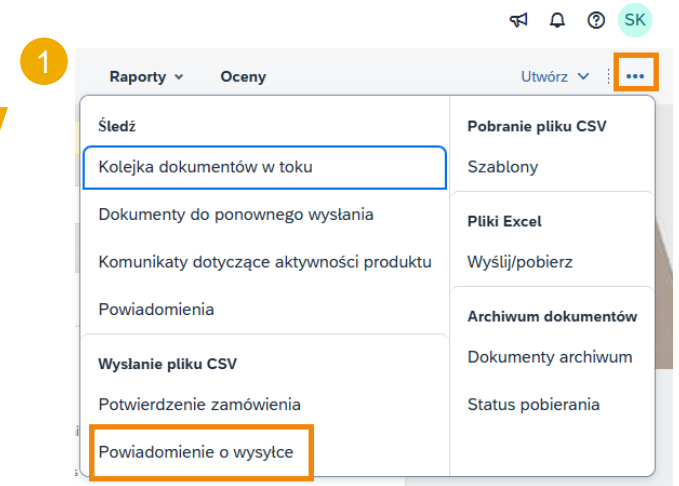 SK
1
Raporty
Oceny
Utwórz
Śledź
Kolejka dokumentów w toku
Dokumenty do ponownego wysłania
Komunikaty dotyczące aktywności produktu
Powiadomienia
Wysłanie pliku CSV
Potwierdzenie zamówienia
Powiadomienie o wysyłce
Pobranie pliku CSV
Szablony
Pliki Excel
Wyślij/pobierz
Archiwum dokumentów
Dokumenty archiwum
Status pobierania